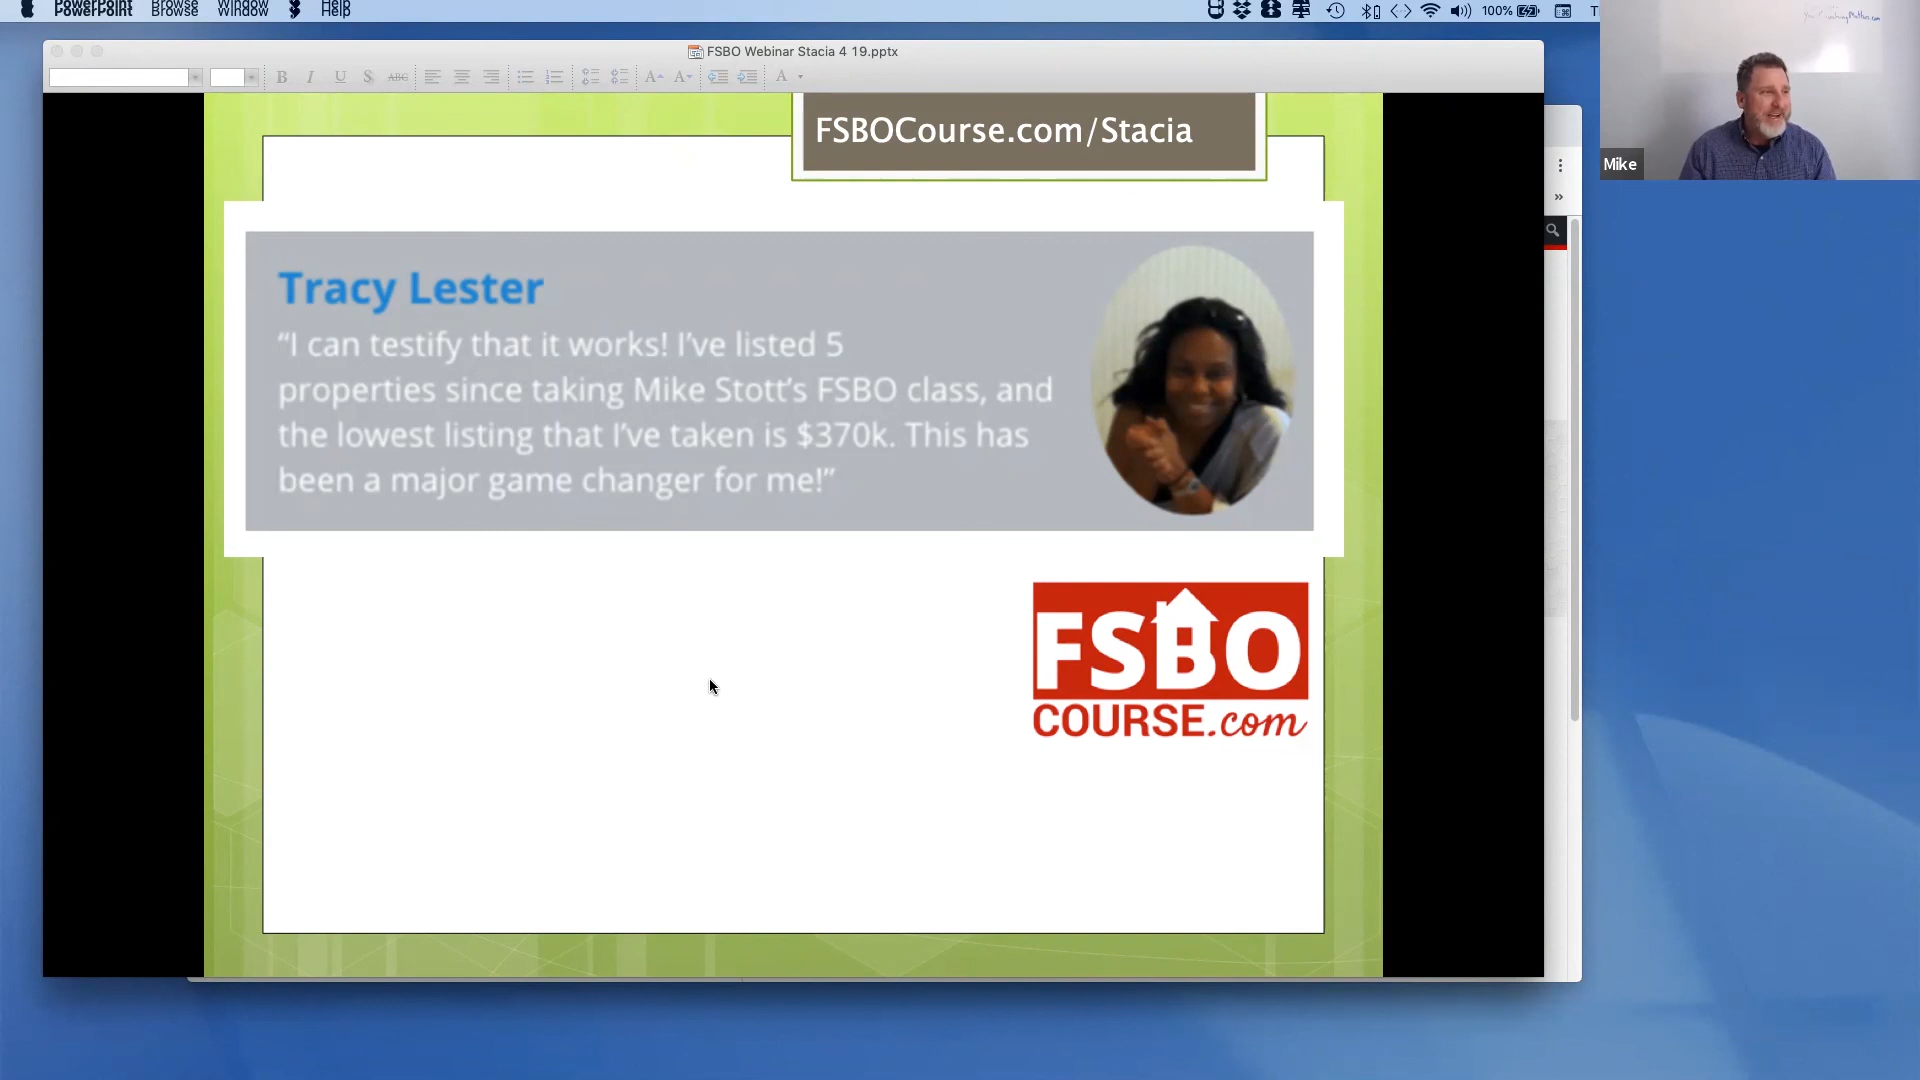 PowerPoint Browse Window Help
100%
FSBO Webinar Stacia 4 19.pptx
B I U S ABC A A A
FSBOCourse.com/Stacia
Mike
Tracy Lester
“I can testify that it works! I’ve listed 5
properties since taking Mike Stott’s FSBO class, and
the lowest listing that I’ve taken is $370k. This has
been a major game changer for me!”
FSBO
COURSE.com